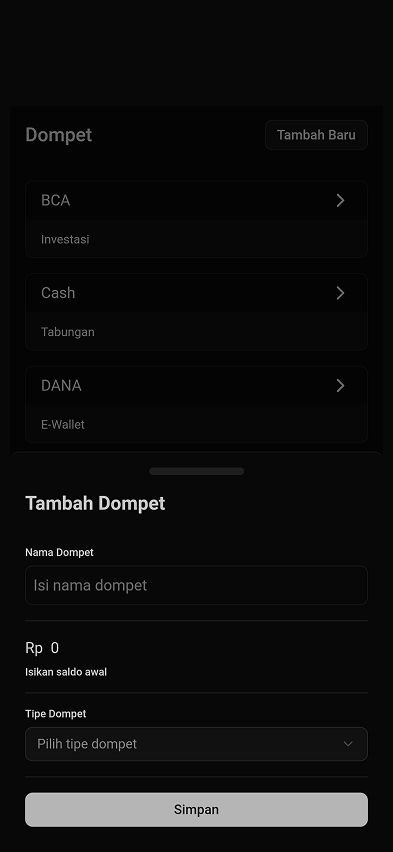 Dompet
Tambah Baru
BCA
Investasi
Cash
Tabungan
DANA
E-Wallet
Tambah Dompet
Nama Dompet
Isi nama dompet
Rp 0
Isikan saldo awal
Tipe Dompet
Pilih tipe dompet
Simpan